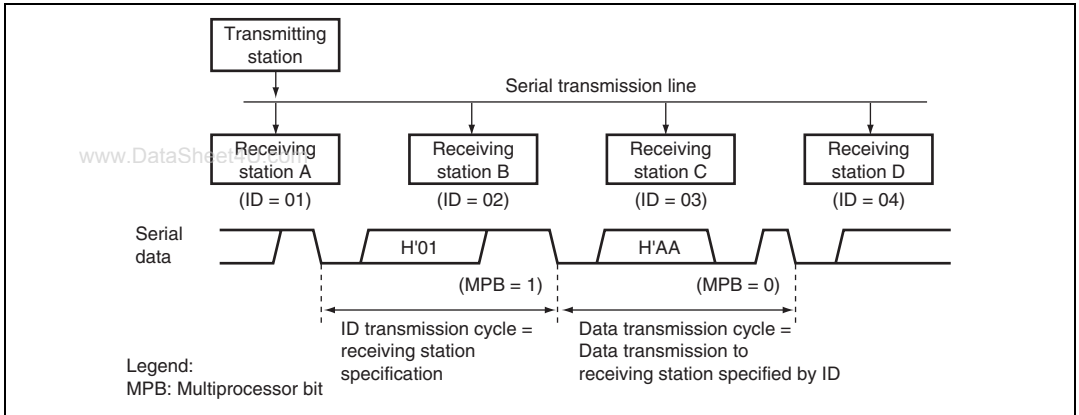 Transmitting
station
Serial transmission line
Receiving
station A
(ID = 01)
Receiving
station B
(ID = 02)
Receiving
station C
(ID = 03)
Receiving
station D
(ID = 04)
www.DataSheet4U.com
Serial
data
H'01
H'AA
(MPB = 1)
(MPB = 0)
ID transmission cycle =
receiving station
specification
Data transmission cycle =
Data transmission to
receiving station specified by ID
Legend:
MPB: Multiprocessor bit